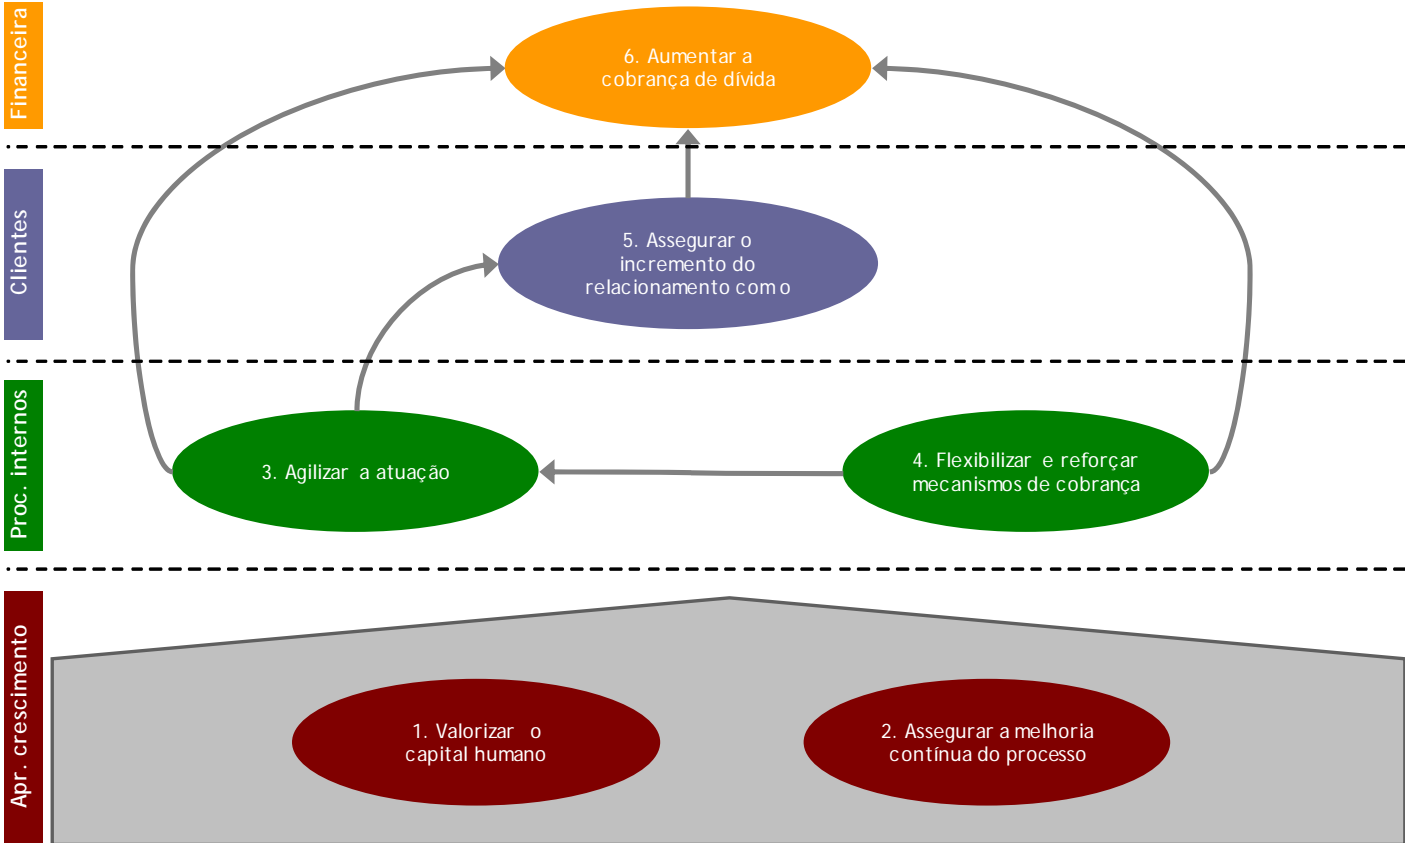 Financeira
6. Aumentar a
cobrança de dívida
Clientes
5. Assegurar o
incremento do
relacionamento com o
Proc. internos
3. Agilizar a atuação
4. Flexibilizar e reforçar
mecanismos de cobrança
Apr. crescimento
1. Valorizar o
capital humano
2. Assegurar a melhoria
contínua do processo